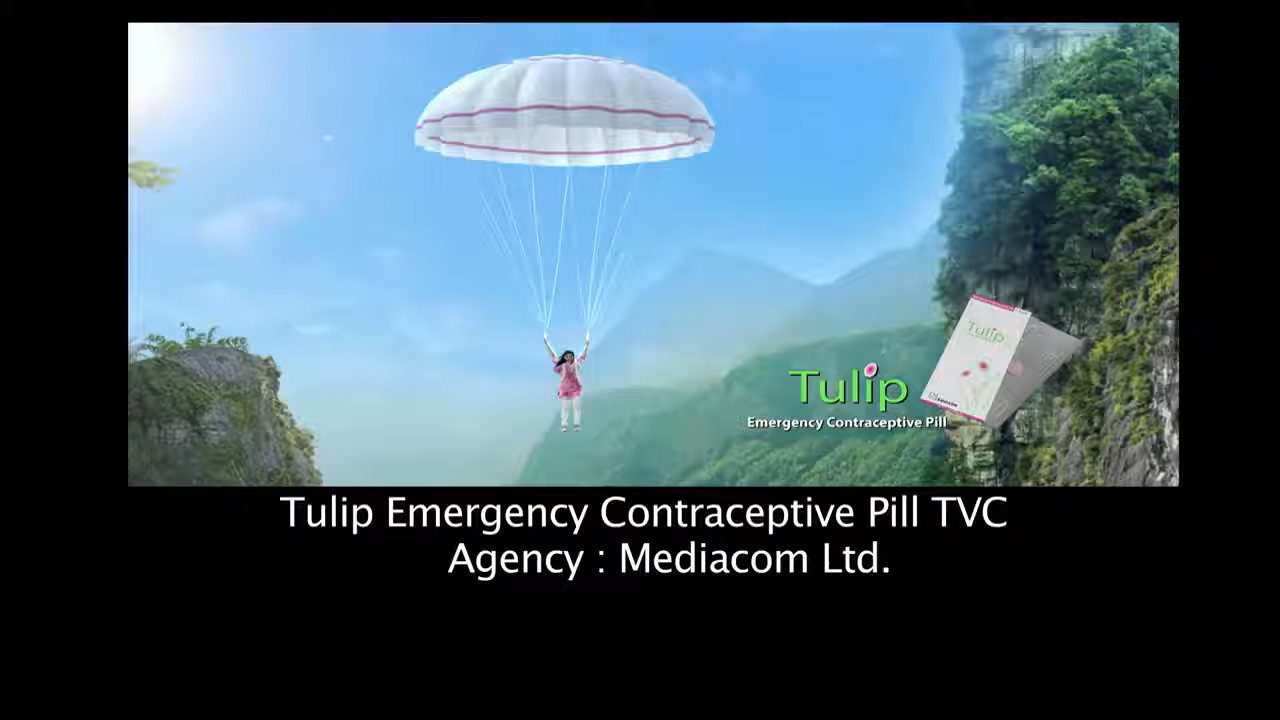 Tulip
Emergency Contraceptive Pill
Tulip
Tulip Emergency Contraceptive Pill TVC
Agency : Mediacom Ltd.